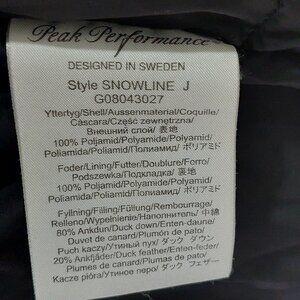 Peak Performance
DESIGNED IN SWEDEN
Style SNOWLINE J
G08043027
Yttertyg/Shell/Aussenmaterial/Coquille/
Cáscara/Część zewnętrzna/
Внешний слой/表地
100% Poljamid/Polyamide/Polyamid/
Poliamida/Poliamid/Полиамид/ ポリアミド
Foder/Lining/Futter/Doublure/Forro/
Podszewka/Подкладка/裏地
100% Polyamid/Polyamide/Polyamid/
Poliamida/Poliamid/Полиамид/ ポリアミド
Fyllning/Filling/Füllung/Rembourrage/
Relleno/Wypełnienie/Наполнитель/中綿
80% Ankdun/Duck down/Enten-daune/
Duvet de canard/Plumón de pato/
Puch kaczy/Утиный пух/ダック ダウン
20% Ankfjäder/Duck feather/Enten-feder/
Plumes de canard/Plumas de pato/
Kacze pióra/Утиное перо/ ダック フェザー